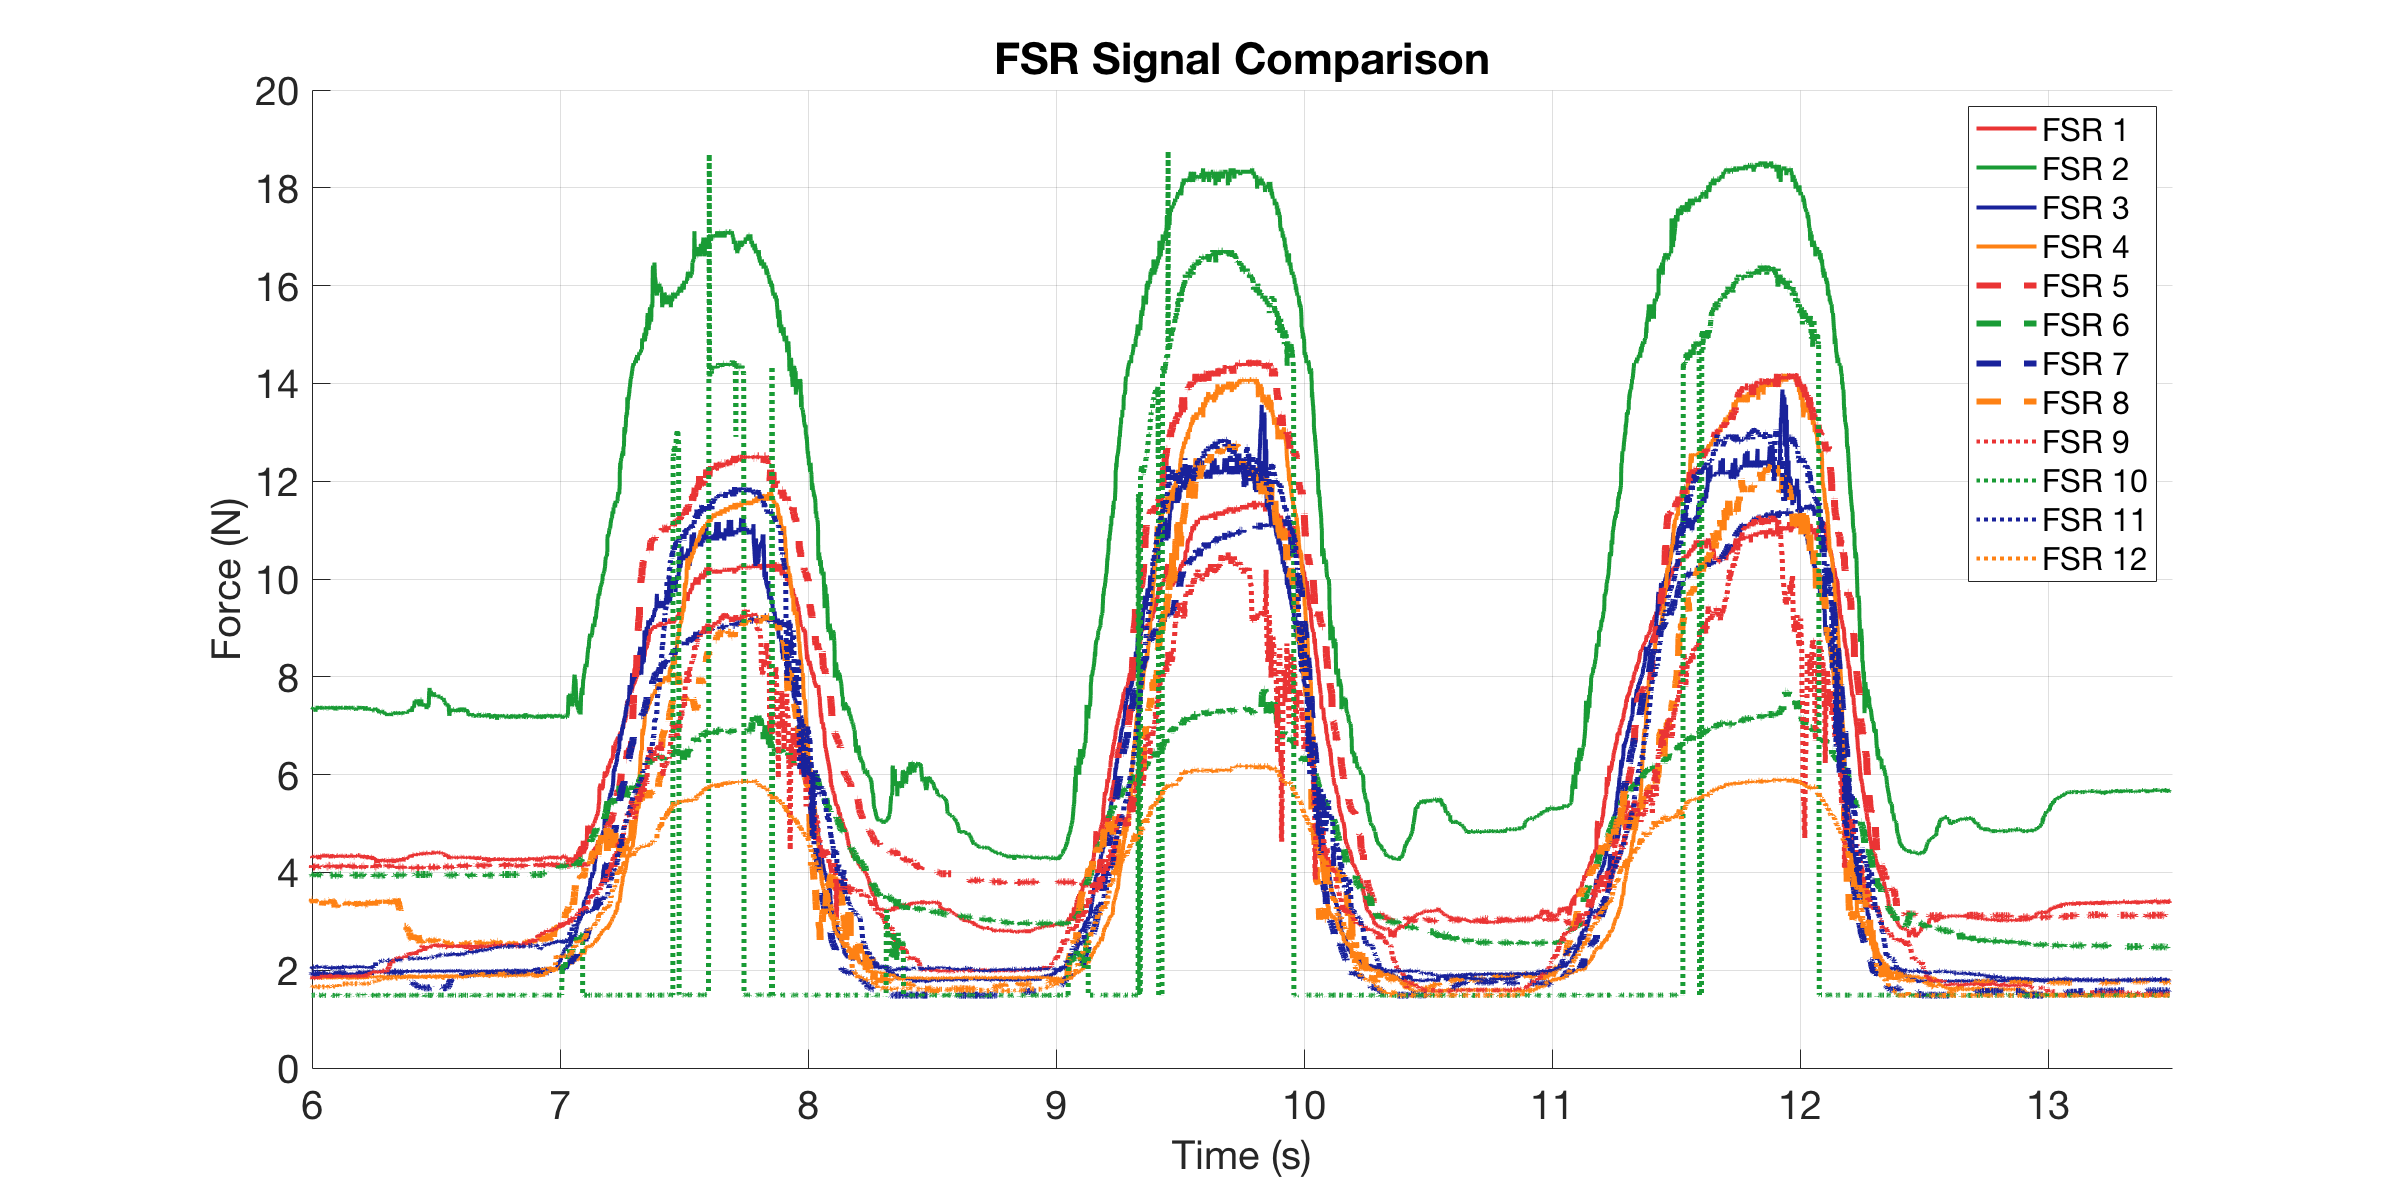 FSR Signal Comparison
20
18
16
14
12
10
8
6
4
2
0
Force (N)
6 7 8 9 10 11 12 13
Time (s)
FSR 1
FSR 2
FSR 3
FSR 4
FSR 5
FSR 6
FSR 7
FSR 8
FSR 9
FSR 10
FSR 11
FSR 12